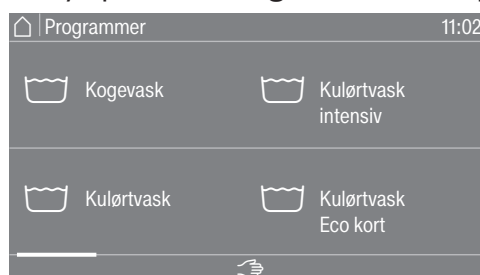 Programmer
11:02
Kogevask
Kulørtvask
intensiv
Kulørtvask
Kulørtvask
Eco kort